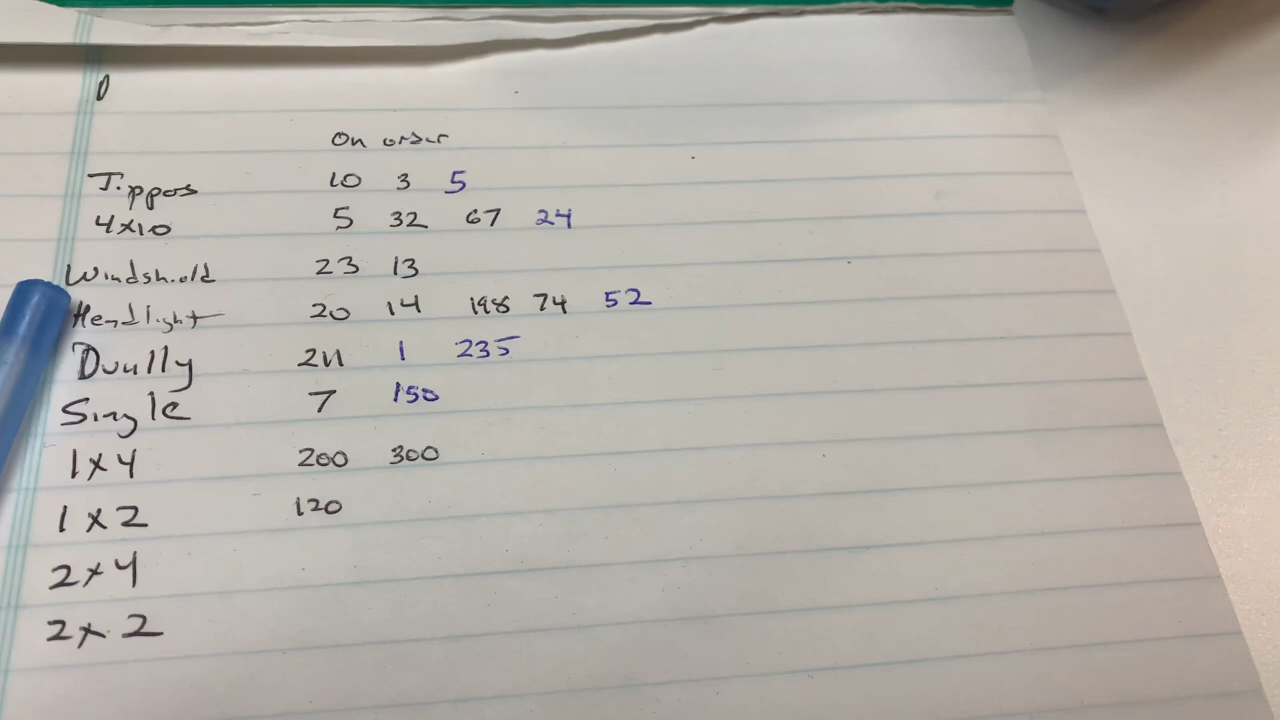 0
On order
Tippos 10 3 5
4x10 5 32 67 24
Windshield 23 13
Headlight 20 14 198 74 52
Dually 1 235
Single 7 150
1x4 200 300
1x2 120
2x4
2x2